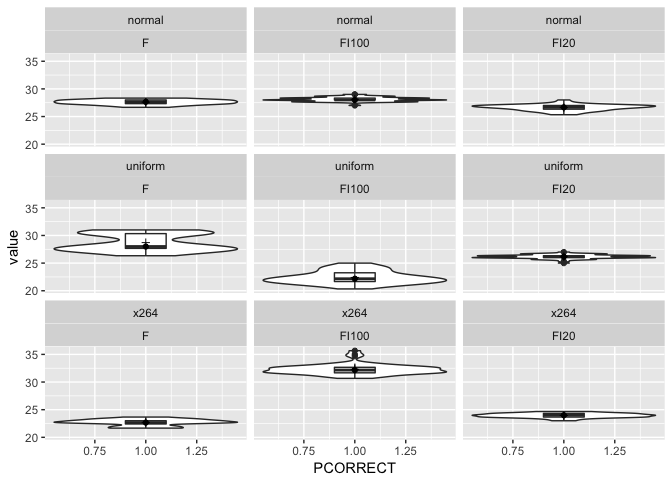 normal normal normal
F FI100 FI20
35
30
25
20
uniform uniform uniform
F FI100 FI20
35
30
25
20
value
x264 x264 x264
F FI100 FI20
35
30
25
20
0.75 1.00 1.25 0.75 1.00 1.25 0.75 1.00 1.25
PCORRECT